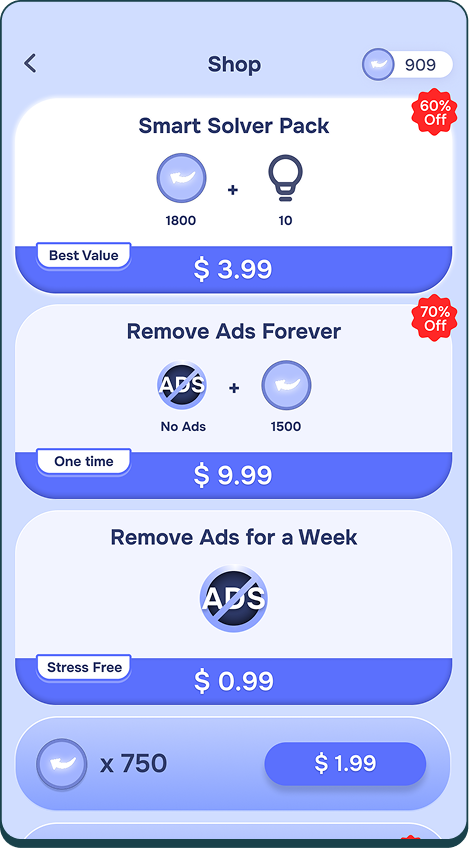 Shop
909
60%
Off
Smart Solver Pack
+
1800
10
Best Value
$ 3.99
70%
Off
Remove Ads Forever
ADS
+
No Ads
1500
One time
$ 9.99
Remove Ads for a Week
ADS
Stress Free
$ 0.99
x 750
$ 1.99